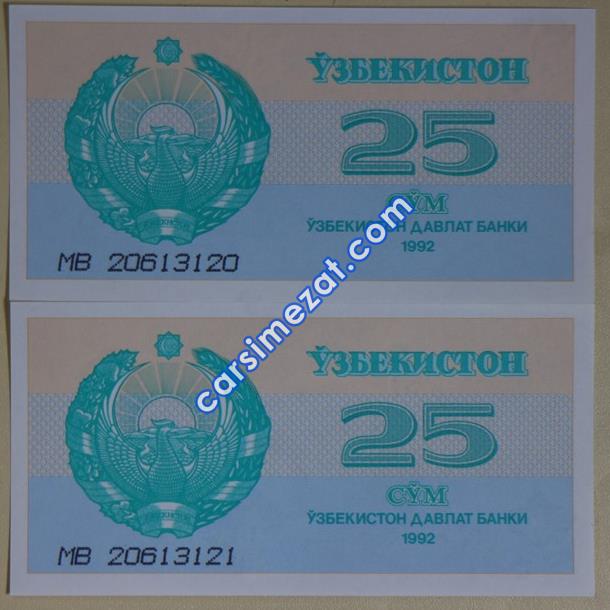 ЎЗБЕКИСТОН
25
СЎМ
ЎЗБЕКИСТОН ДАВЛАТ БАНКИ
1992
МВ 20613120
carsimezat.com
ЎЗБЕКИСТОН
25
СЎМ
ЎЗБЕКИСТОН ДАВЛАТ БАНКИ
1992
МВ 20613121